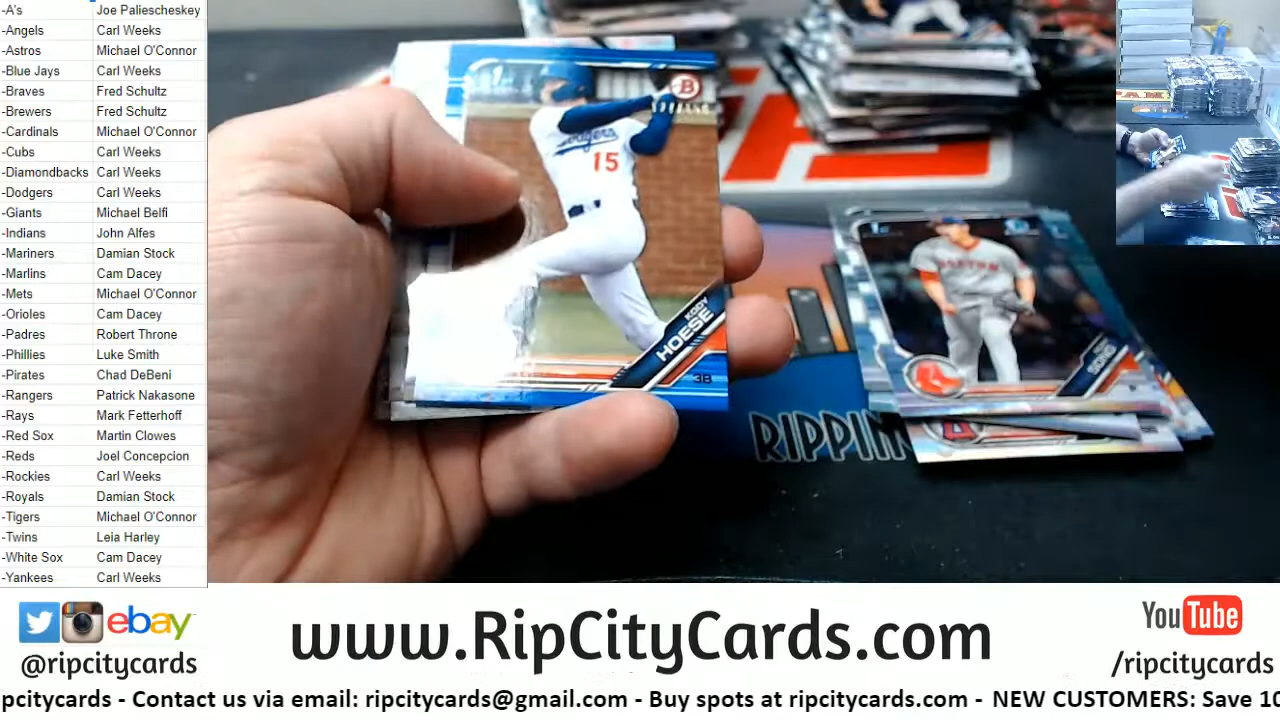 -A's Joe Paliescheskey
-Angels Carl Weeks
-Astros Michael O'Connor
-Blue Jays Carl Weeks
-Braves Fred Schultz
-Brewers Fred Schultz
-Cardinals Michael O'Connor
-Cubs Carl Weeks
-Diamondbacks Carl Weeks
-Dodgers Carl Weeks
-Giants Michael Belfi
-Indians John Alfes
-Mariners Damian Stock
-Marlins Cam Dacey
-Mets Michael O'Connor
-Orioles Cam Dacey
-Padres Robert Throne
-Phillies Luke Smith
-Pirates Chad DeBeni
-Rangers Patrick Nakasone
-Rays Mark Fetterhoff
-Red Sox Martin Clowes
-Reds Joel Concepcion
-Rockies Carl Weeks
-Royals Damian Stock
-Tigers Michael O'Connor
-Twins Leia Harley
-White Sox Cam Dacey
-Yankees Carl Weeks
B
Dodgers
15
KODY
HOESE
3B
BOSTON
SONG
RIPPIN
ebay
@ripcitycards
www.RipCityCards.com
YouTube
/ripcitycards
pcitycards - Contact us via email: ripcitycards@gmail.com - Buy spots at ripcitycards.com - NEW CUSTOMERS: Save 10